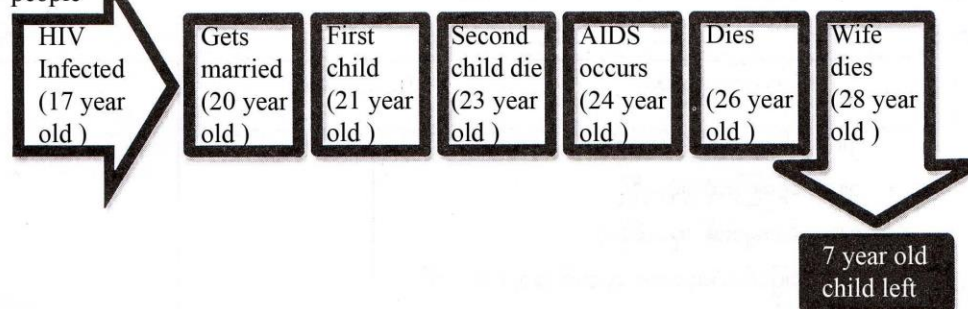 people
HIV
Infected
(17 year
old )
Gets
married
(20 year
old )
First
child
(21 year
old )
Second
child die
(23 year
old )
AIDS
occurs
(24 year
old )
Dies
(26 year
old )
Wife
dies
(28 year
old )
7 year old
child left